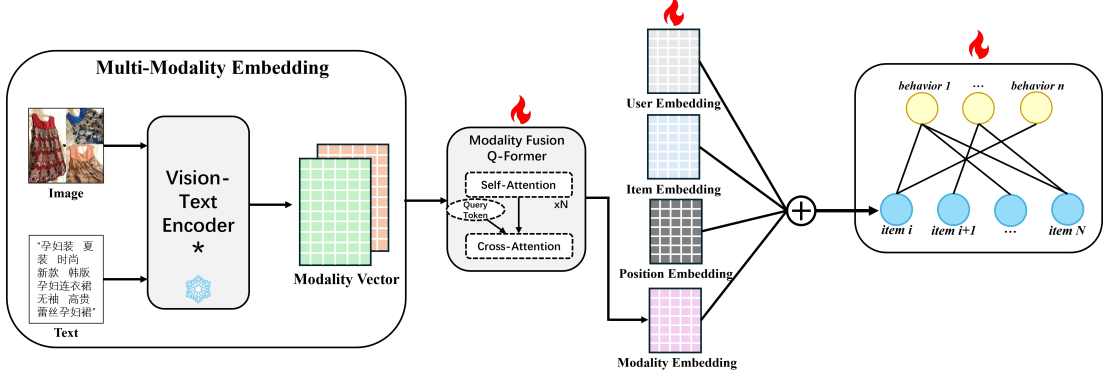 Multi-Modality Embedding
Image
Vision-
Text
Encoder
*
"孕妇装 夏
装 时尚
新款 韩版
孕妇连衣裙
无袖 高贵
蕾丝孕妇裙"
Text
Modality Vector
Modality Fusion
Q-Former
Self-Attention
Query
Token
xN
Cross-Attention
User Embedding
Item Embedding
Position Embedding
Modality Embedding
behavior 1 ... behavior n
item i item i+1 ... item N